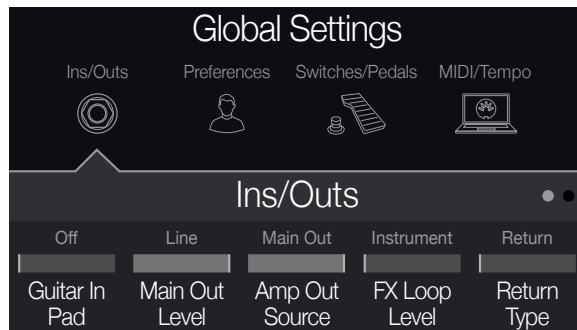 Global Settings
Ins/Outs Preferences Switches/Pedals MIDI/Tempo
Ins/Outs
Off Line Main Out Instrument Return
Guitar In Main Out Amp Out FX Loop Return
Pad Level Source Level Type